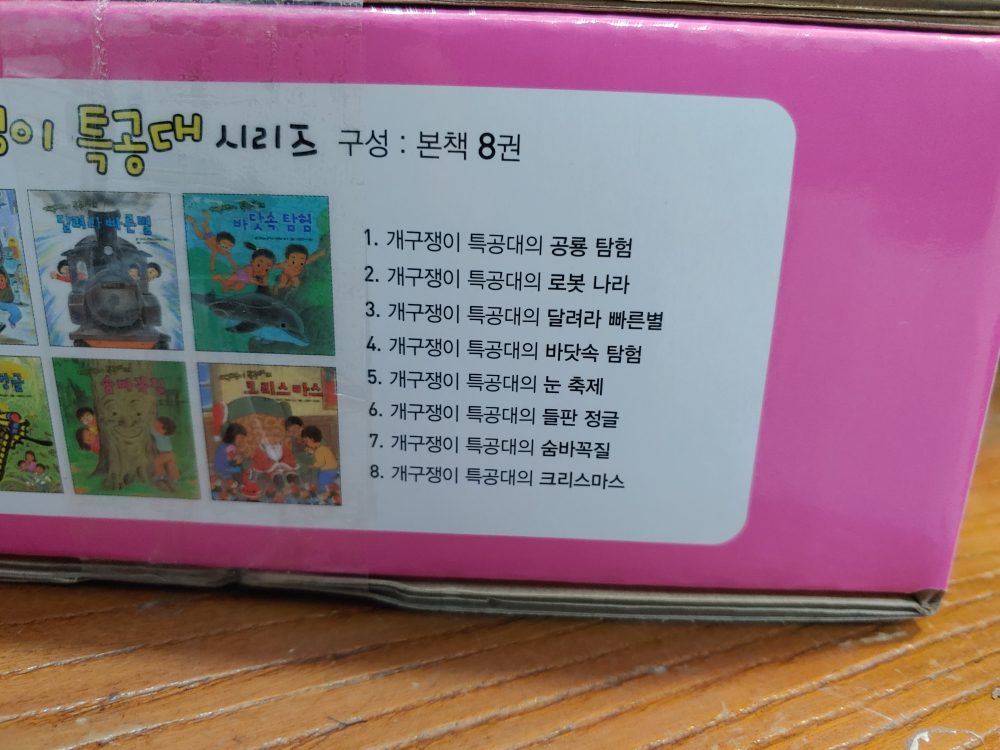 쟁이 특공대 시리즈 구성 : 본책 8권
달려라 빠른별
바닷속 탐험
1. 개구쟁이 특공대의 공룡 탐험
2. 개구쟁이 특공대의 로봇 나라
3. 개구쟁이 특공대의 달려라 빠른별
4. 개구쟁이 특공대의 바닷속 탐험
5. 개구쟁이 특공대의 눈 축제
6. 개구쟁이 특공대의 들판 정글
7. 개구쟁이 특공대의 숨바꼭질
8. 개구쟁이 특공대의 크리스마스
정글
숨바꼭질
크리스마스